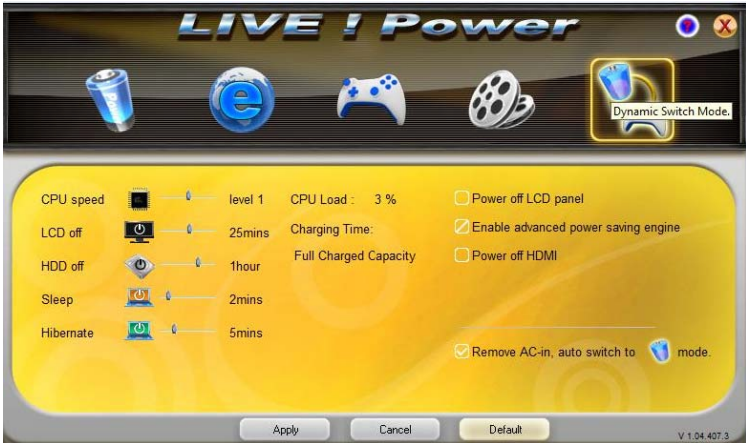 LIVE ! Power
Dynamic Switch Mode.
CPU speed level 1 CPU Load : 3 % Power off LCD panel
LCD off 25mins Charging Time: Enable advanced power saving engine
HDD off 1hour Full Charged Capacity Power off HDMI
Sleep 2mins
Hibernate 5mins
Remove AC-in, auto switch to mode.
Apply Cancel Default
V 1.04.407.3